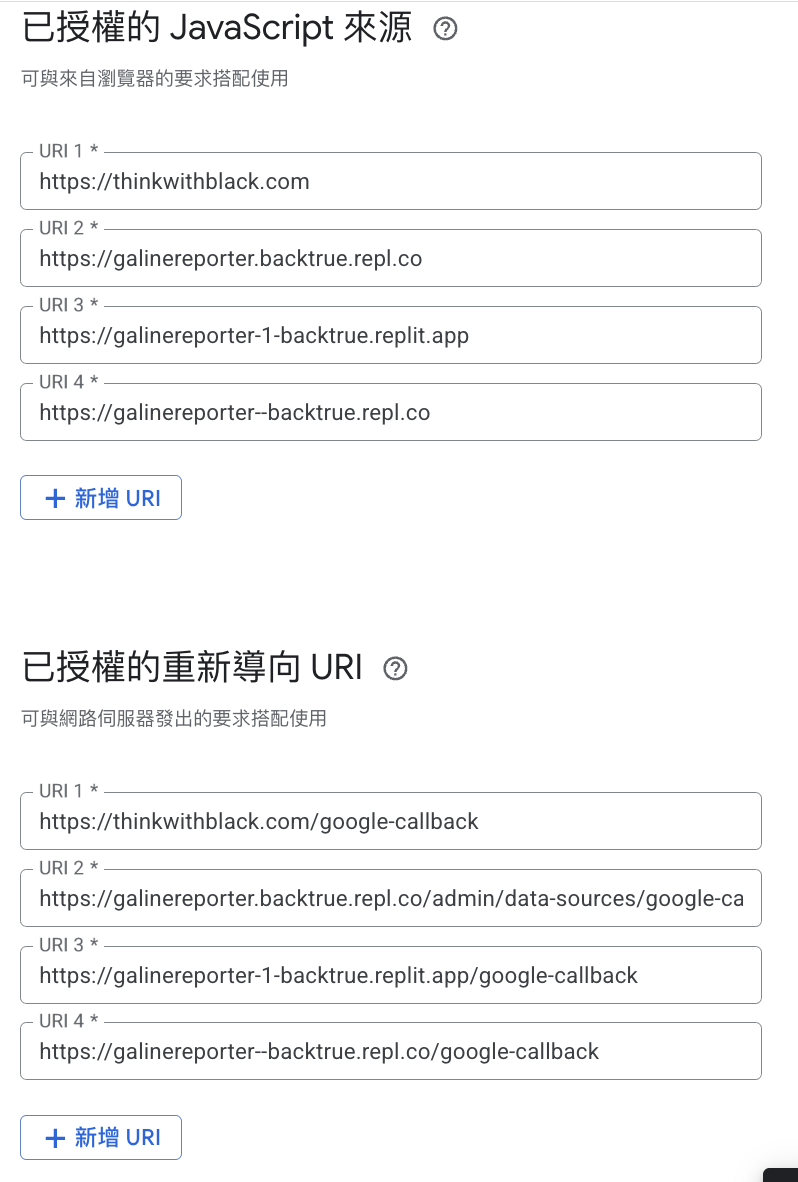 已授權的 JavaScript 來源
可與來自瀏覽器的要求搭配使用
URI 1 *
https://thinkwithblack.com
URI 2 *
https://galinereporter.backtrue.repl.co
URI 3 *
https://galinereporter-1-backtrue.replit.app
URI 4 *
https://galinereporter--backtrue.repl.co
+ 新增 URI
已授權的重新導向 URI
可與網路伺服器發出的要求搭配使用
URI 1 *
https://thinkwithblack.com/google-callback
URI 2 *
https://galinereporter.backtrue.repl.co/admin/data-sources/google-ca
URI 3 *
https://galinereporter-1-backtrue.replit.app/google-callback
URI 4 *
https://galinereporter--backtrue.repl.co/google-callback
+ 新增 URI